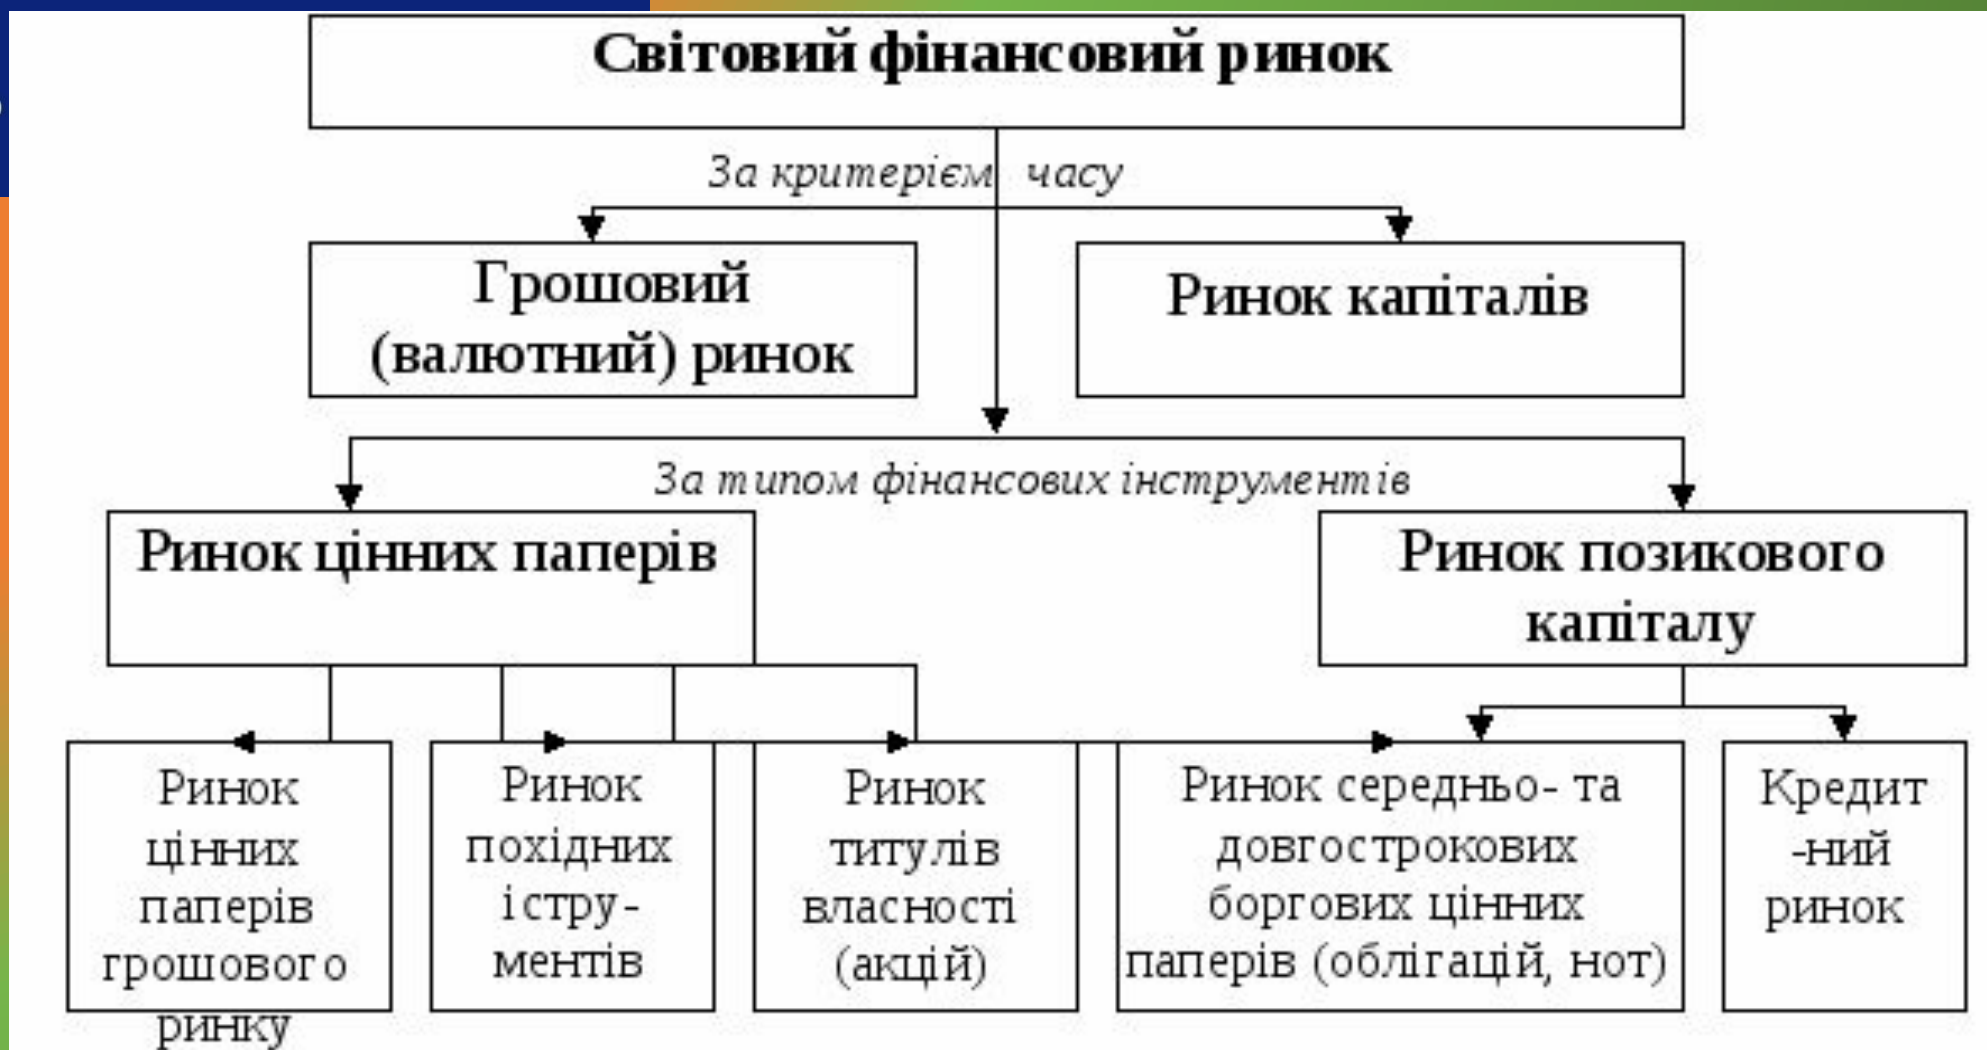 Світовий фінансовий ринок
За критерієм часу
Грошовий
(валютний) ринок
Ринок капіталів
За типом фінансових інструментів
Ринок цінних паперів
Ринок позикового
капіталу
Ринок
цінних
паперів
грошового
ринку
Ринок
похідних
істру-
ментів
Ринок
титулів
власності
(акцій)
Ринок середньо- та
довгострокових
боргових цінних
паперів (облігацій, нот)
Кредит
-ний
ринок